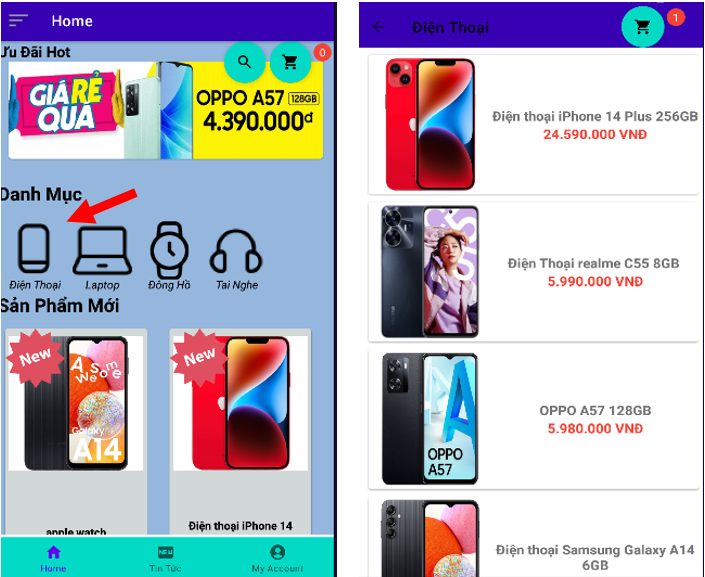 Home
Ưu Đãi Hot
0
GIÁ RẺ
QUÁ
OPPO A57 128GB
4.390.000đ
Danh Mục
Điện Thoại
Laptop
Đông Hồ
Tai Nghe
Sản Phẩm Mới
New
Awesome
Galaxy
A14
New
apple watch
Điện thoại iPhone 14
Home
NEW
Tin Tức
My Account
Điện Thoại
1
Điện thoại iPhone 14 Plus 256GB
24.590.000 VNĐ
Điện Thoại realme C55 8GB
5.990.000 VNĐ
OPPO
A57
OPPO A57 128GB
5.980.000 VNĐ
Điện thoại Samsung Galaxy A14
6GB